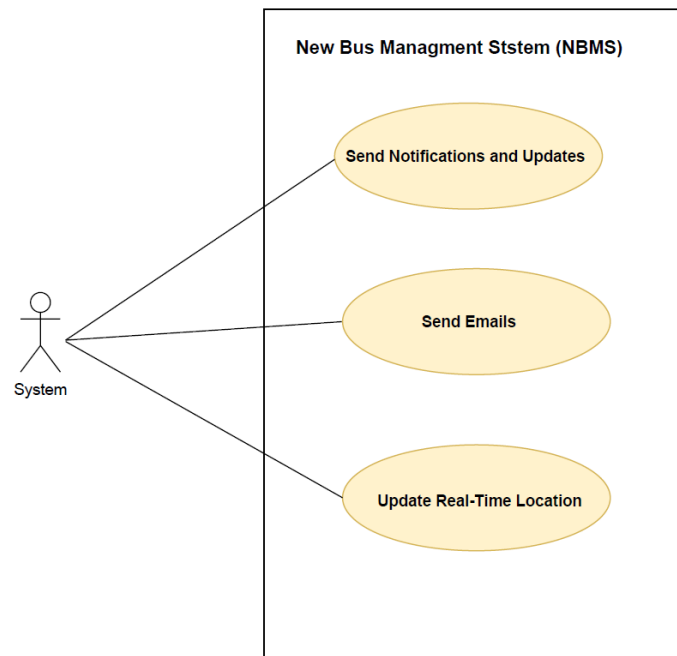 New Bus Managment Ststem (NBMS)
Send Notifications and Updates
Send Emails
System
Update Real-Time Location